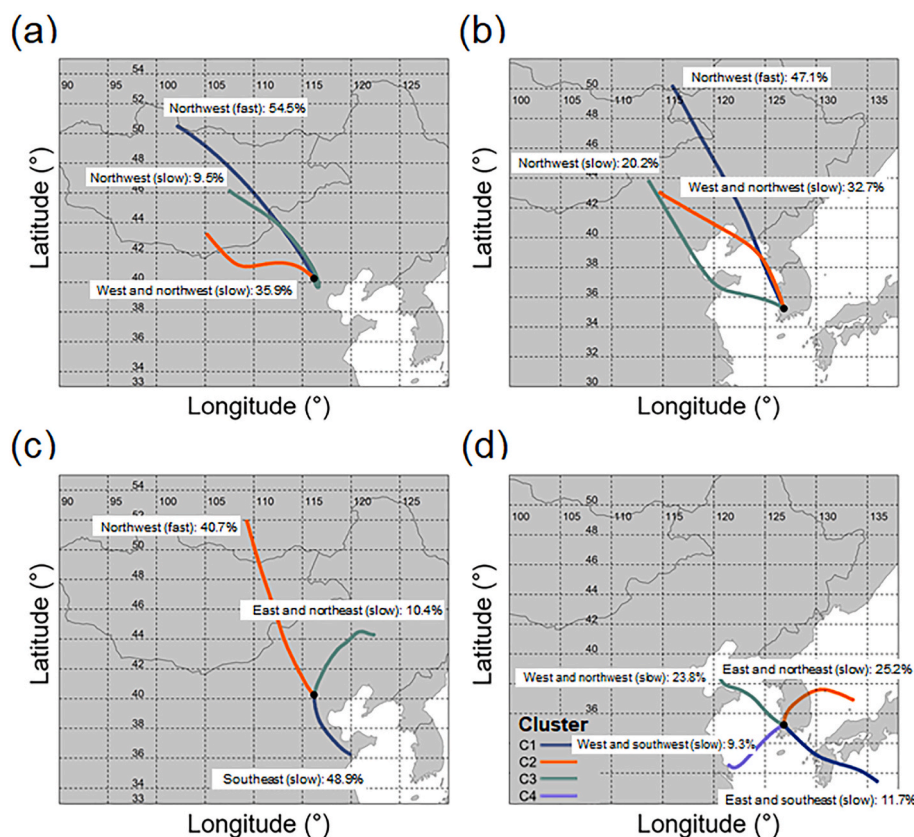 (a)
90 95 100 105 110 115 120 125
54
52
Northwest (fast): 54.5%
50
48
Northwest (slow): 9.5%
46
44
42
40
West and northwest (slow): 35.9%
38
36
34
33
Latitude (°)
Longitude (°)
(b)
50
Northwest (fast): 47.1%
100 105 110 115 120 125 130 135
48
46
Northwest (slow): 20.2%
44
West and northwest (slow): 32.7%
42
40
38
36
34
32
30
Latitude (°)
Longitude (°)
(c)
90 95 100 105 110 115 120 125
54
52
Northwest (fast): 40.7%
50
48
46
East and northeast (slow): 10.4%
44
42
40
38
36
Southeast (slow): 48.9%
34
33
Latitude (°)
Longitude (°)
(d)
50
100 105 110 115 120 125 130 135
48
46
44
42
40
West and northwest (slow): 23.8%
East and northeast (slow): 25.2%
38
36
Cluster
C1
West and southwest (slow): 9.3%
C2
C3
C4
East and southeast (slow): 11.7%
Latitude (°)
Longitude (°)